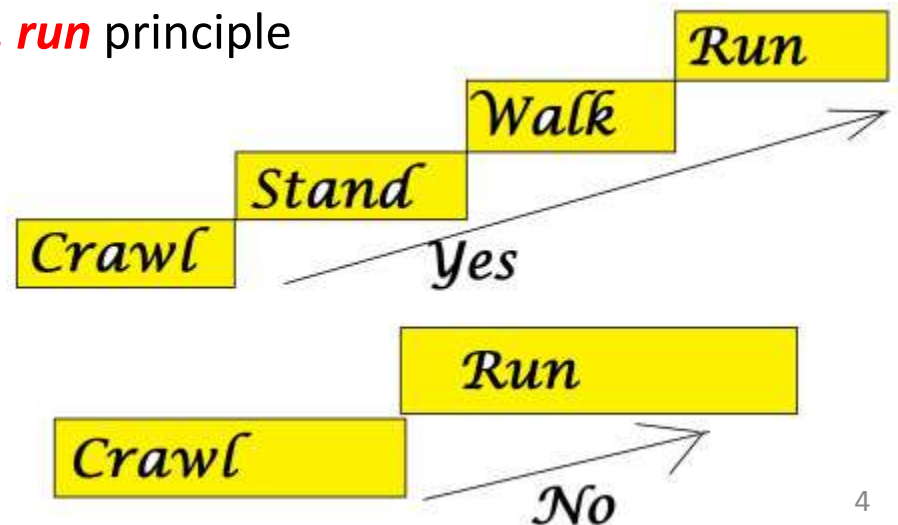 . run principle
Run
Walk
Stand
Crawl
Yes
Run
Crawl
No
4